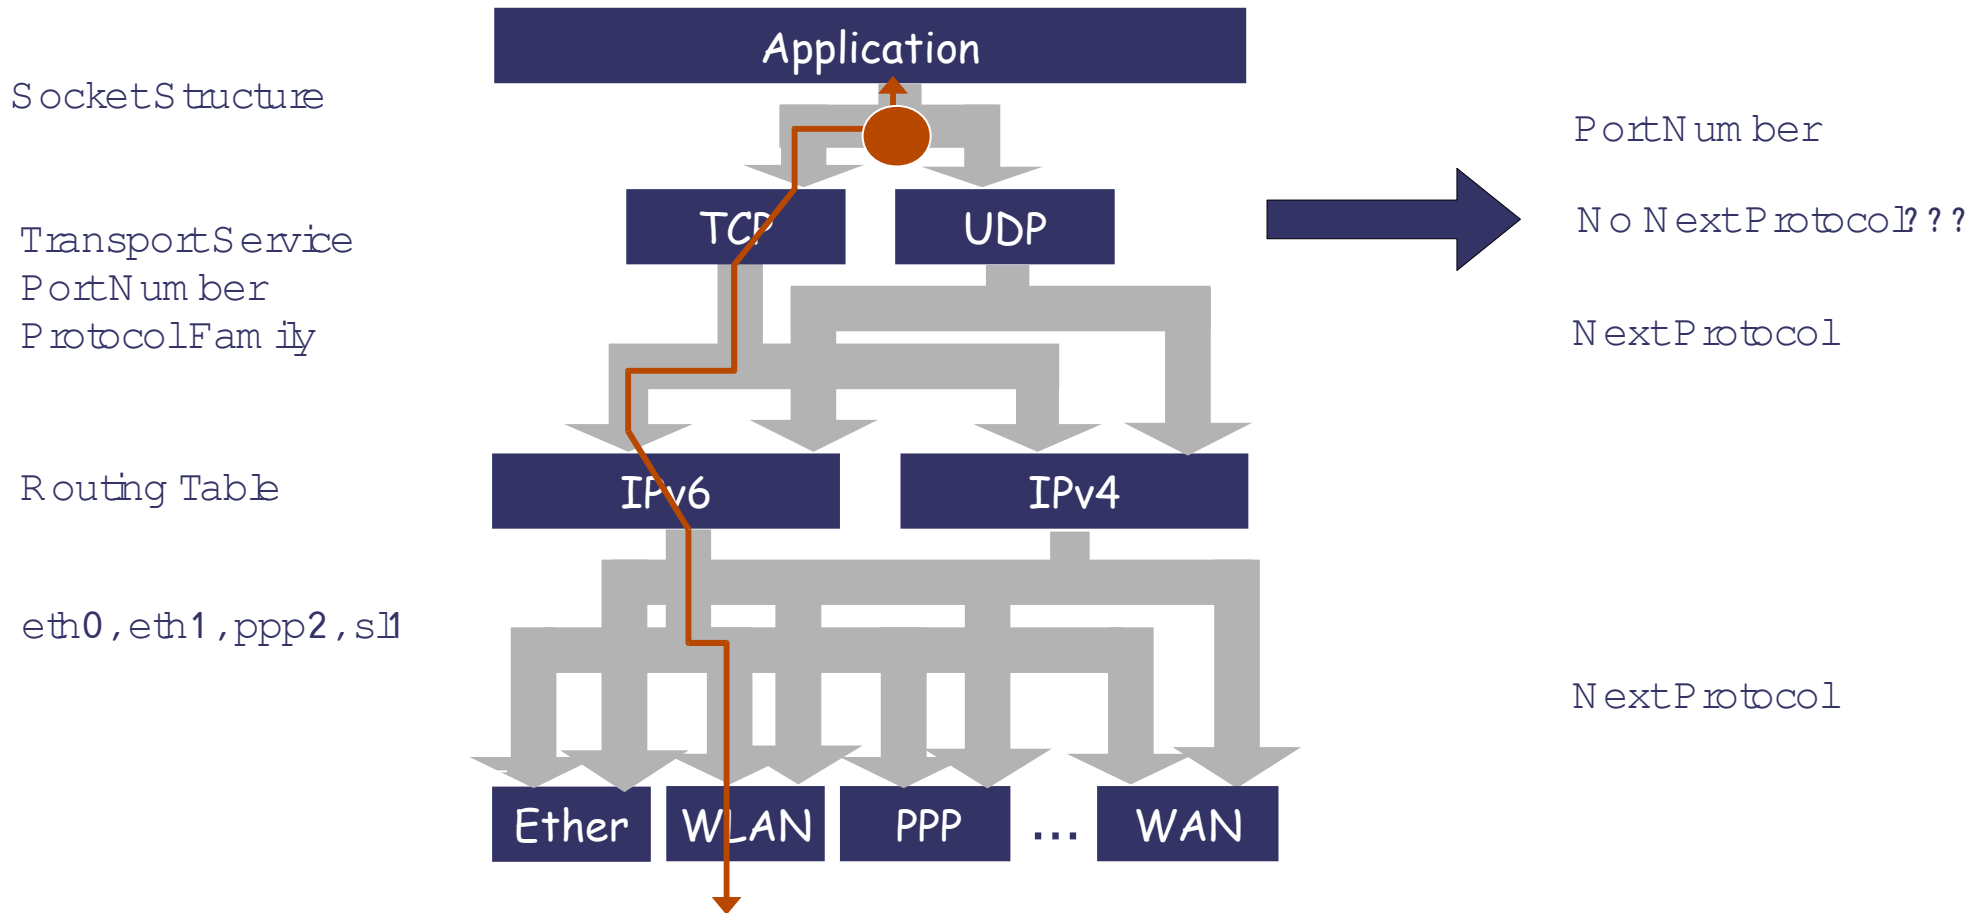 Application
Socket Structure
Port Number
TCP
UDP
No Next Protocol???
Transport Service
Port Number
Protocol Family
Next Protocol
Routing Table
IPv6
IPv4
eth0, eth1, ppp2, sl1
Next Protocol
Ether
WLAN
PPP
...
WAN